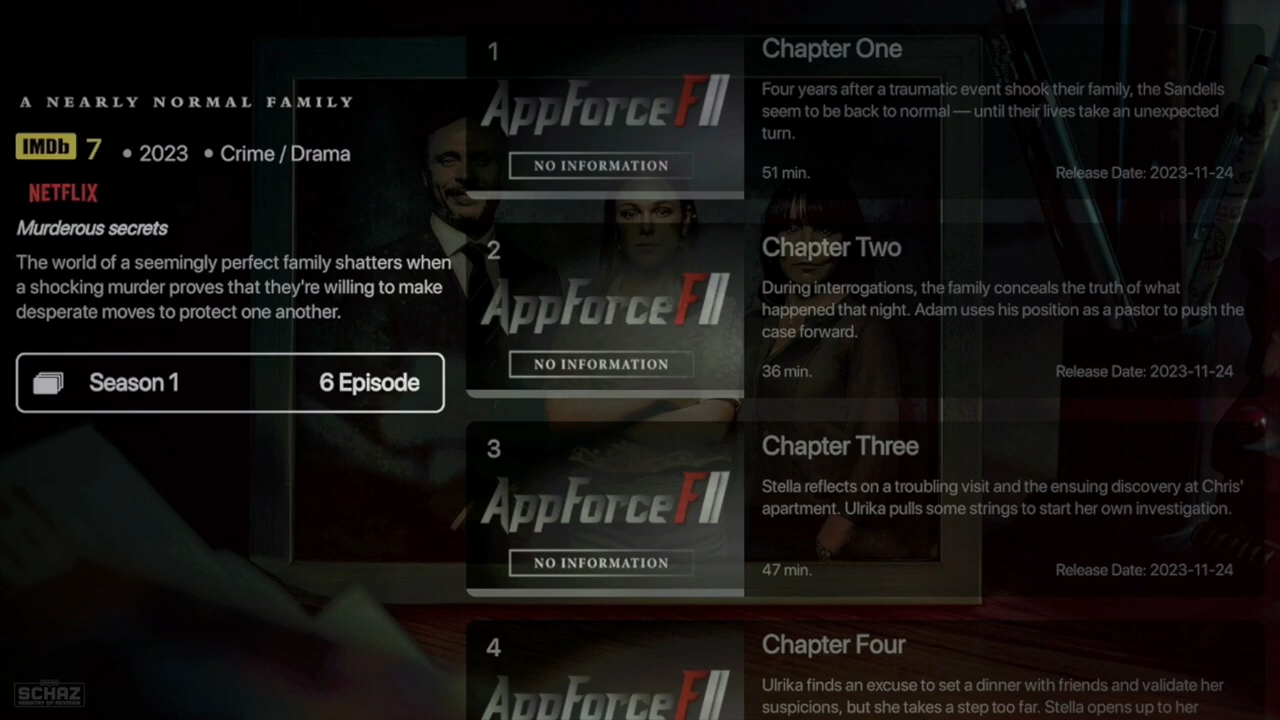 A NEARLY NORMAL FAMILY
IMDb 7 • 2023 • Crime / Drama
NETFLIX
Murderous secrets
The world of a seemingly perfect family shatters when
a shocking murder proves that they're willing to make
desperate moves to protect one another.
Season 1 6 Episode
1
AppForceFII
NO INFORMATION
Chapter One
Four years after a traumatic event shook their family, the Sandells
seem to be back to normal — until their lives take an unexpected
turn.
51 min. Release Date: 2023-11-24
2
AppForceFII
NO INFORMATION
Chapter Two
During interrogations, the family conceals the truth of what
happened that night. Adam uses his position as a pastor to push the
case forward.
36 min. Release Date: 2023-11-24
3
AppForceFII
NO INFORMATION
Chapter Three
Stella reflects on a troubling visit and the ensuing discovery at Chris'
apartment. Ulrika pulls some strings to start her own investigation.
47 min. Release Date: 2023-11-24
4
AppForceFII
Chapter Four
Ulrika finds an excuse to set a dinner with friends and validate her
suspicions, but she takes a step too far. Stella opens up to her
SCHAZ
MINISTRY OF REVIEWS